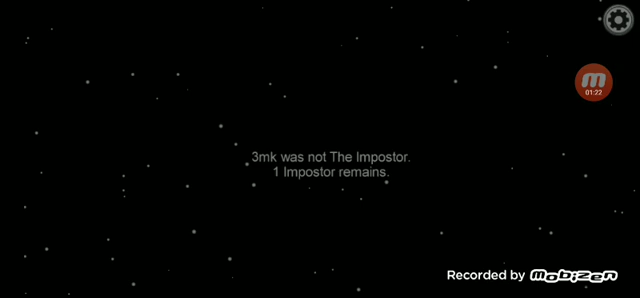 01:22
3mk was not The Impostor.
1 Impostor remains.
Recorded by Mobizen